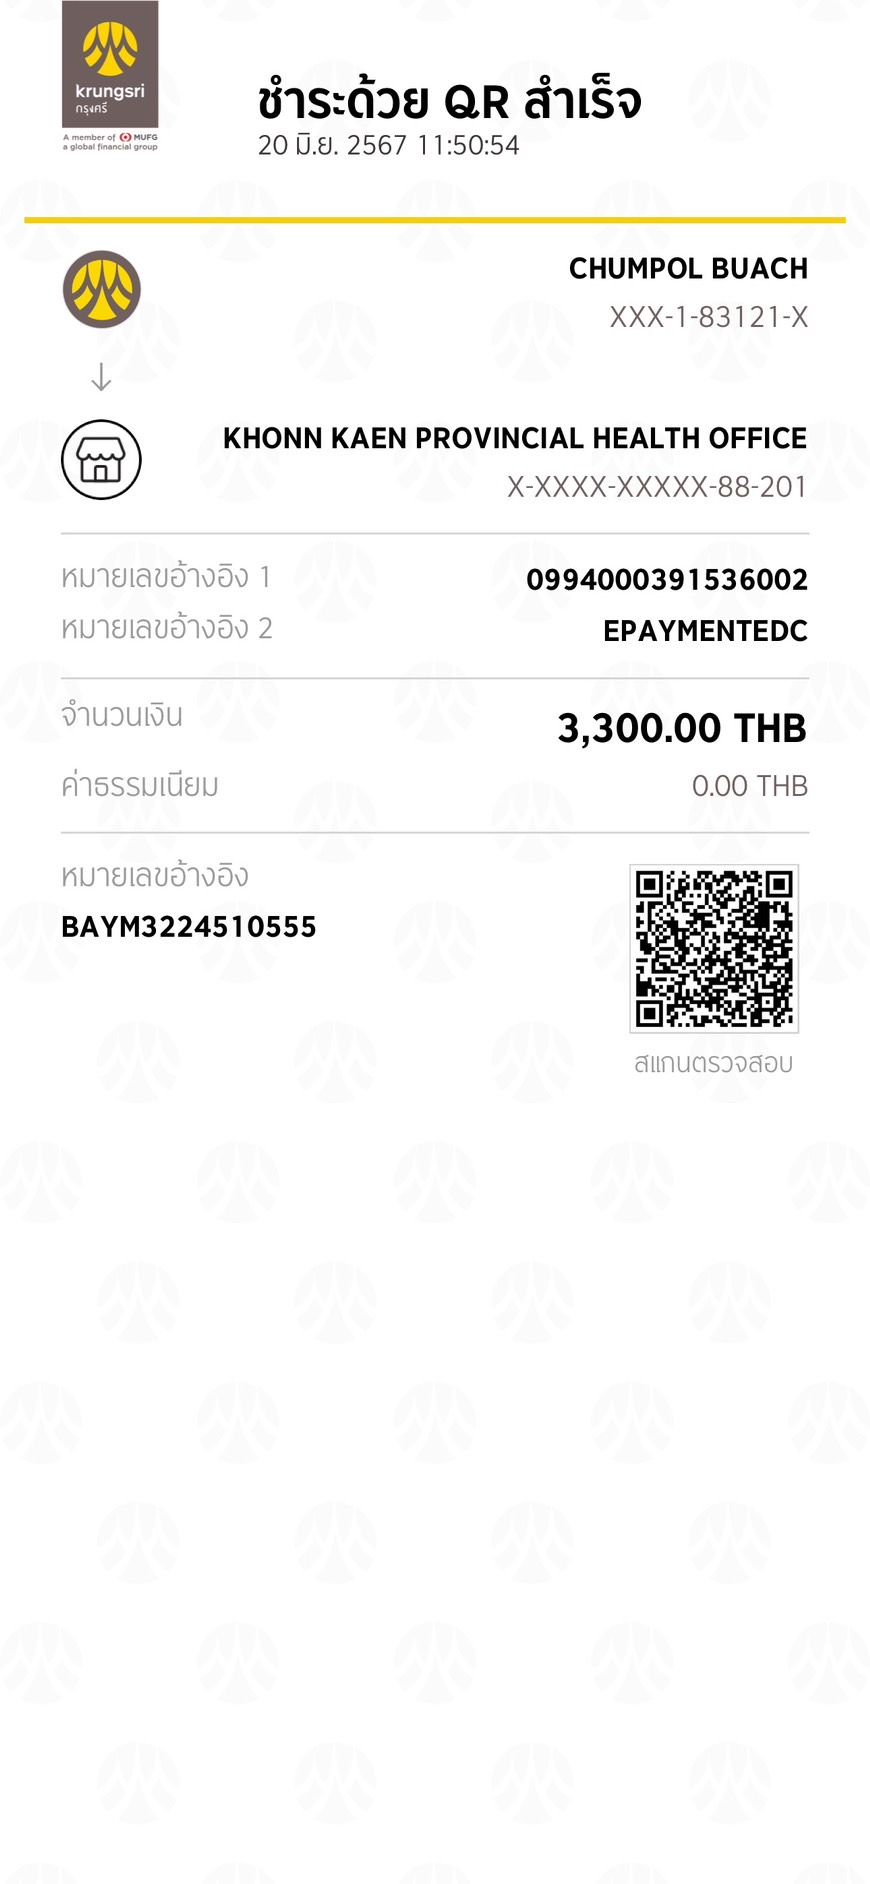 krungsri
กรุงศรี
A member of MUFG
a global financial group
ชำระด้วย QR สำเร็จ
20 มิ.ย. 2567 11:50:54
CHUMPOL BUACH
XXX-1-83121-X
KHONN KAEN PROVINCIAL HEALTH OFFICE
X-XXXX-XXXXX-88-201
หมายเลขอ้างอิง 1 0994000391536002
หมายเลขอ้างอิง 2 EPAYMENTEDC
จำนวนเงิน 3,300.00 THB
ค่าธรรมเนียม 0.00 THB
หมายเลขอ้างอิง
BAYM3224510555
สแกนตรวจสอบ